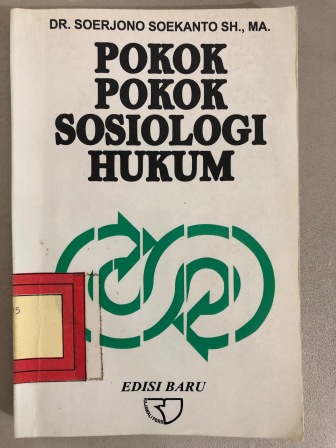 DR. SOERJONO SOEKANTO SH., MA.
POKOK
POKOK
SOSIOLOGI
HUKUM
EDISI BARU